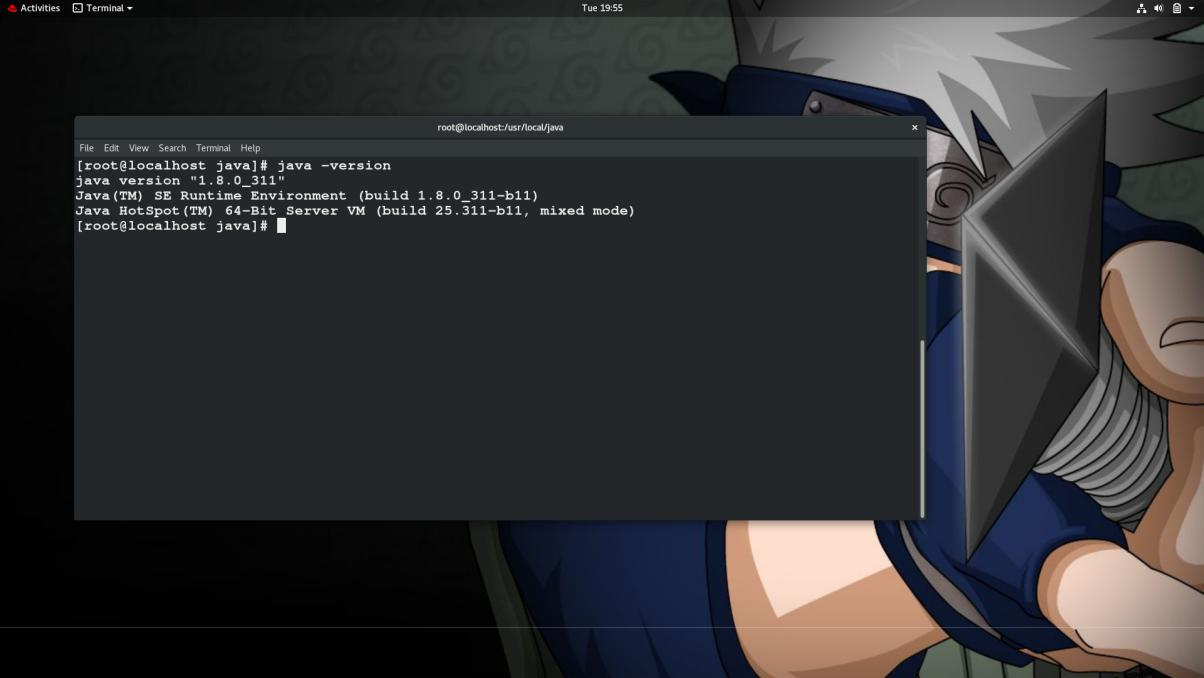 Activities Terminal Tue 19:55
root@localhost:/usr/local/java
File Edit View Search Terminal Help
[root@localhost java]# java -version
java version "1.8.0_311"
Java(TM) SE Runtime Environment (build 1.8.0_311-b11)
Java HotSpot(TM) 64-Bit Server VM (build 25.311-b11, mixed mode)
[root@localhost java]#